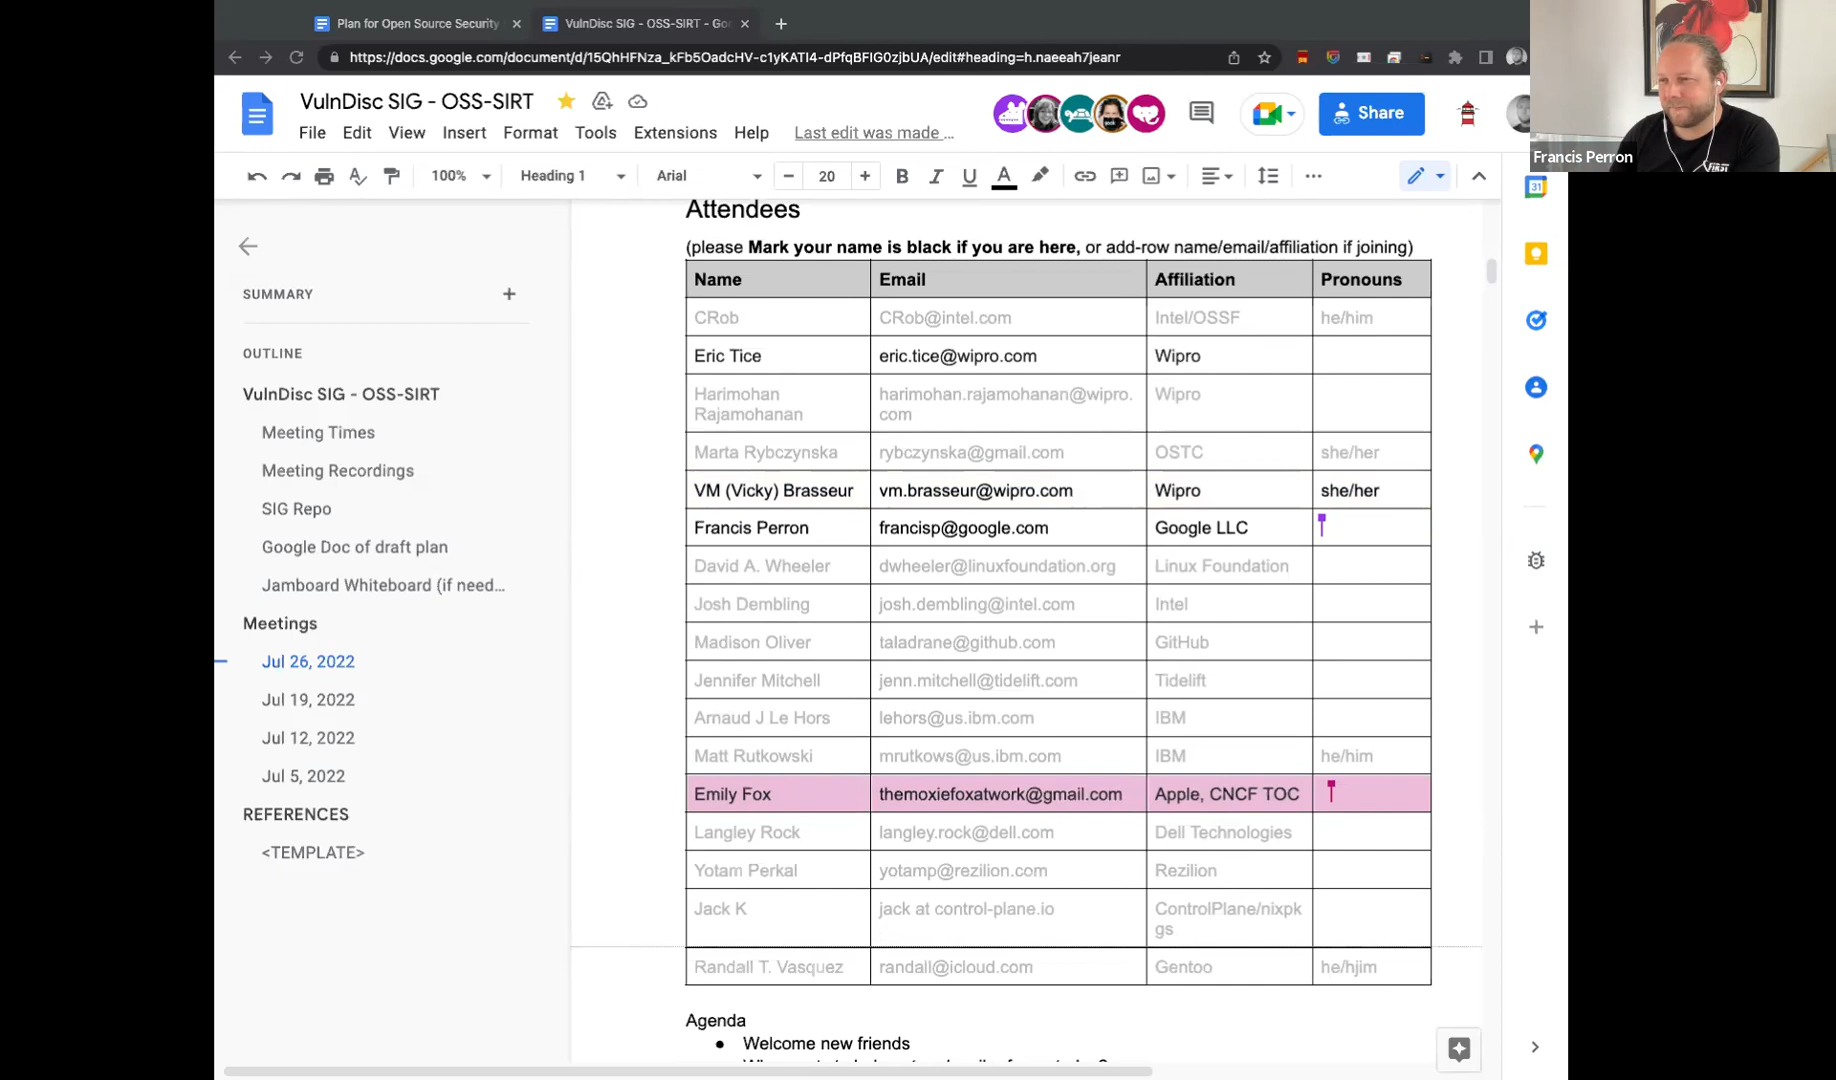 Plan for Open Source Security
VulnDisc SIG - OSS-SIRT - Go
https://docs.google.com/document/d/15QhHFNza_kFb5OadcHV-c1yKATI4-dPfqBFIG0zjbUA/edit#heading=h.naeeah7jeanr
VulnDisc SIG - OSS-SIRT
Share
File Edit View Insert Format Tools Extensions Help Last edit was made ...
Francis Perron
100% Heading 1 Arial 20 B I U A
31
SUMMARY
OUTLINE
VulnDisc SIG - OSS-SIRT
Meeting Times
Meeting Recordings
SIG Repo
Google Doc of draft plan
Jamboard Whiteboard (if need...
Meetings
Jul 26, 2022
Jul 19, 2022
Jul 12, 2022
Jul 5, 2022
REFERENCES
<TEMPLATE>
Attendees
(please Mark your name is black if you are here, or add-row name/email/affiliation if joining)
Name Email Affiliation Pronouns
CRob CRob@intel.com Intel/OSSF he/him
Eric Tice eric.tice@wipro.com Wipro
Harimohan harimohan.rajamohanan@wipro. Wipro
Rajamohanan com
Marta Rybczynska rybczynska@gmail.com OSTC she/her
VM (Vicky) Brasseur vm.brasseur@wipro.com Wipro she/her
Francis Perron francisp@google.com Google LLC
David A. Wheeler dwheeler@linuxfoundation.org Linux Foundation
Josh Dembling josh.dembling@intel.com Intel
Madison Oliver taladrane@github.com GitHub
Jennifer Mitchell jenn.mitchell@tidelift.com Tidelift
Arnaud J Le Hors lehors@us.ibm.com IBM
Matt Rutkowski mrutkows@us.ibm.com IBM he/him
Emily Fox themoxiefoxatwork@gmail.com Apple, CNCF TOC
Langley Rock langley.rock@dell.com Dell Technologies
Yotam Perkal yotamp@rezilion.com Rezilion
Jack K jack at control-plane.io ControlPlane/nixpk
gs
Randall T. Vasquez randall@icloud.com Gentoo he/hjim
Agenda
● Welcome new friends